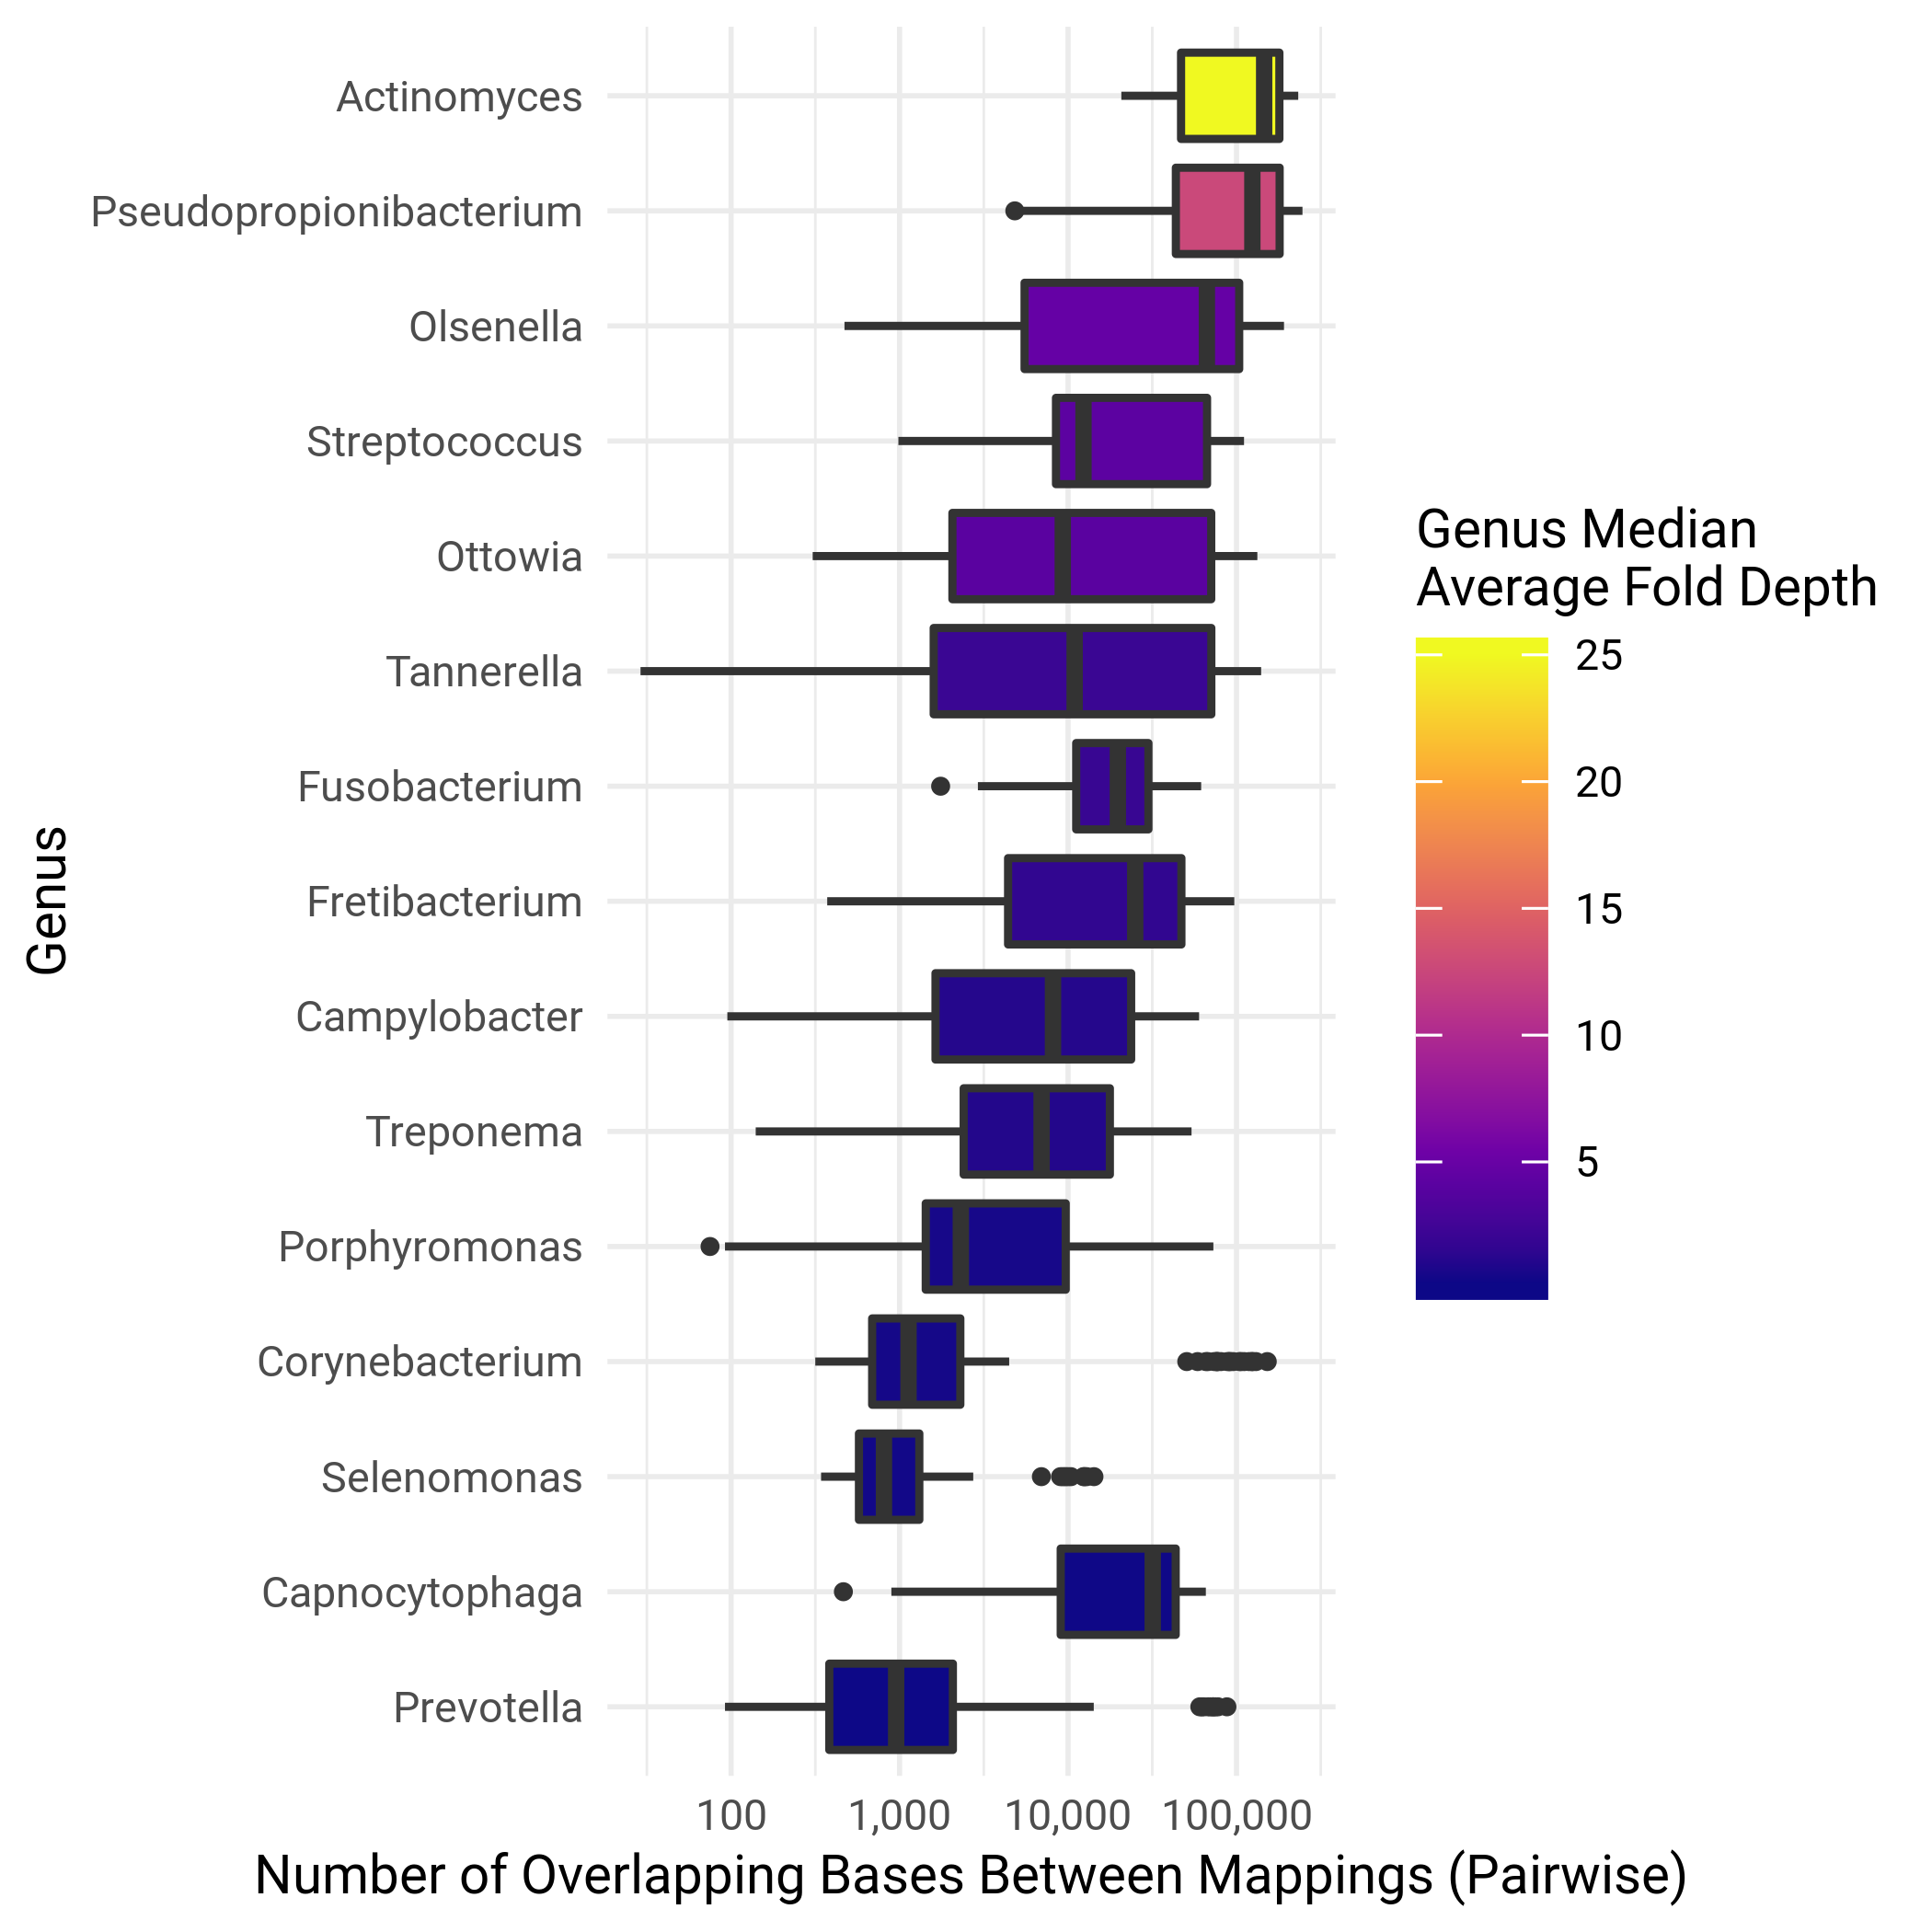 Actinomyces
Pseudopropionibacterium
Olsenella
Streptococcus
Ottowia
Tannerella
Fusobacterium
Fretibacterium
Campylobacter
Treponema
Porphyromonas
Corynebacterium
Selenomonas
Capnocytophaga
Prevotella
Genus
100
1,000
10,000
100,000
Number of Overlapping Bases Between Mappings (Pairwise)
Genus Median
Average Fold Depth
25
20
15
10
5